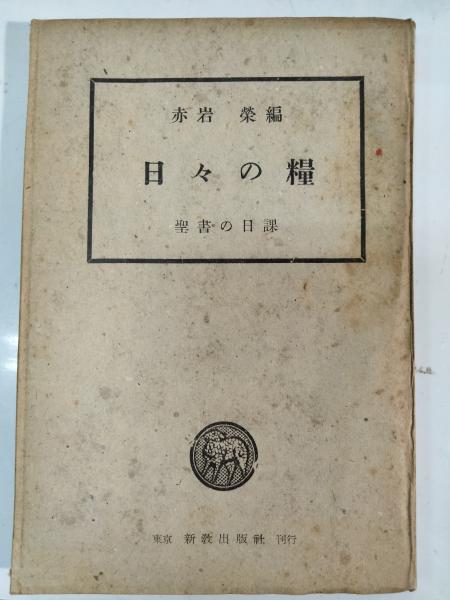 赤岩 榮編
日々の糧
聖書の日課
東京 新教出版社 刊行